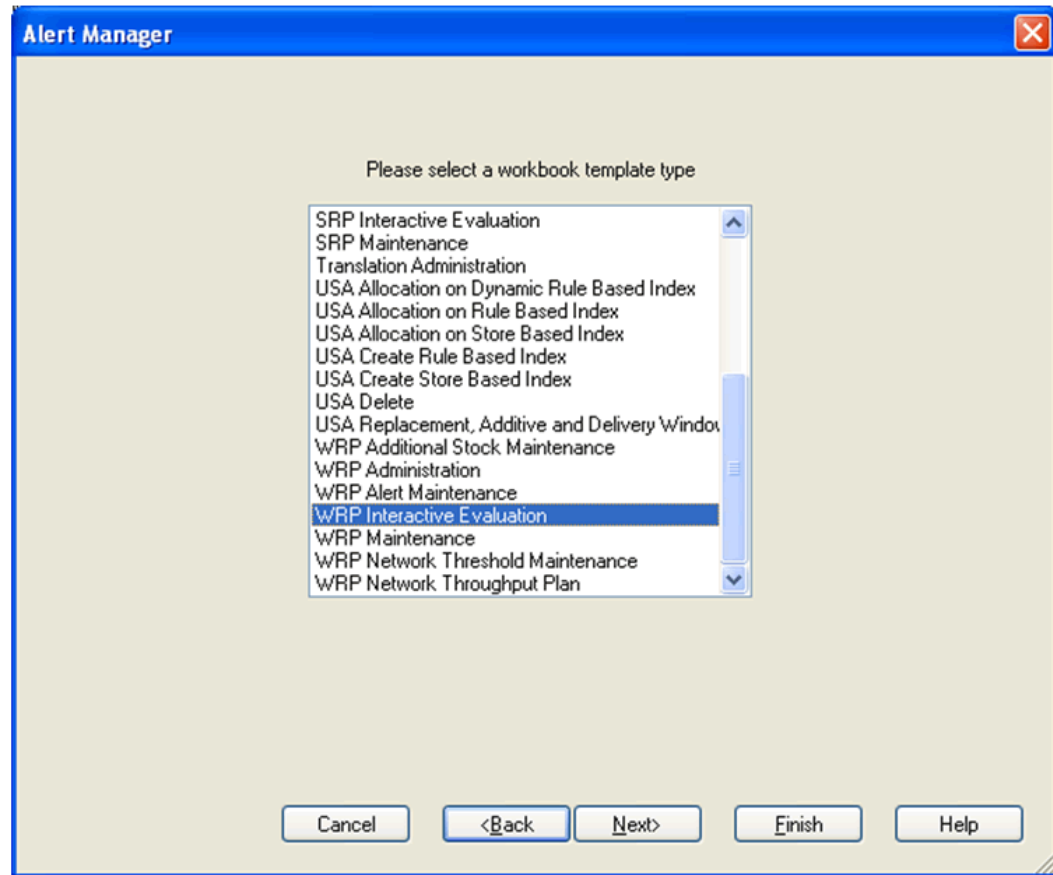 Alert Manager
Please select a workbook template type
SRP Interactive Evaluation
SRP Maintenance
Translation Administration
USA Allocation on Dynamic Rule Based Index
USA Allocation on Rule Based Index
USA Allocation on Store Based Index
USA Create Rule Based Index
USA Create Store Based Index
USA Delete
USA Replacement, Additive and Delivery Window
WRP Additional Stock Maintenance
WRP Administration
WRP Alert Maintenance
WRP Interactive Evaluation
WRP Maintenance
WRP Network Threshold Maintenance
WRP Network Throughput Plan
Cancel <Back Next> Finish Help